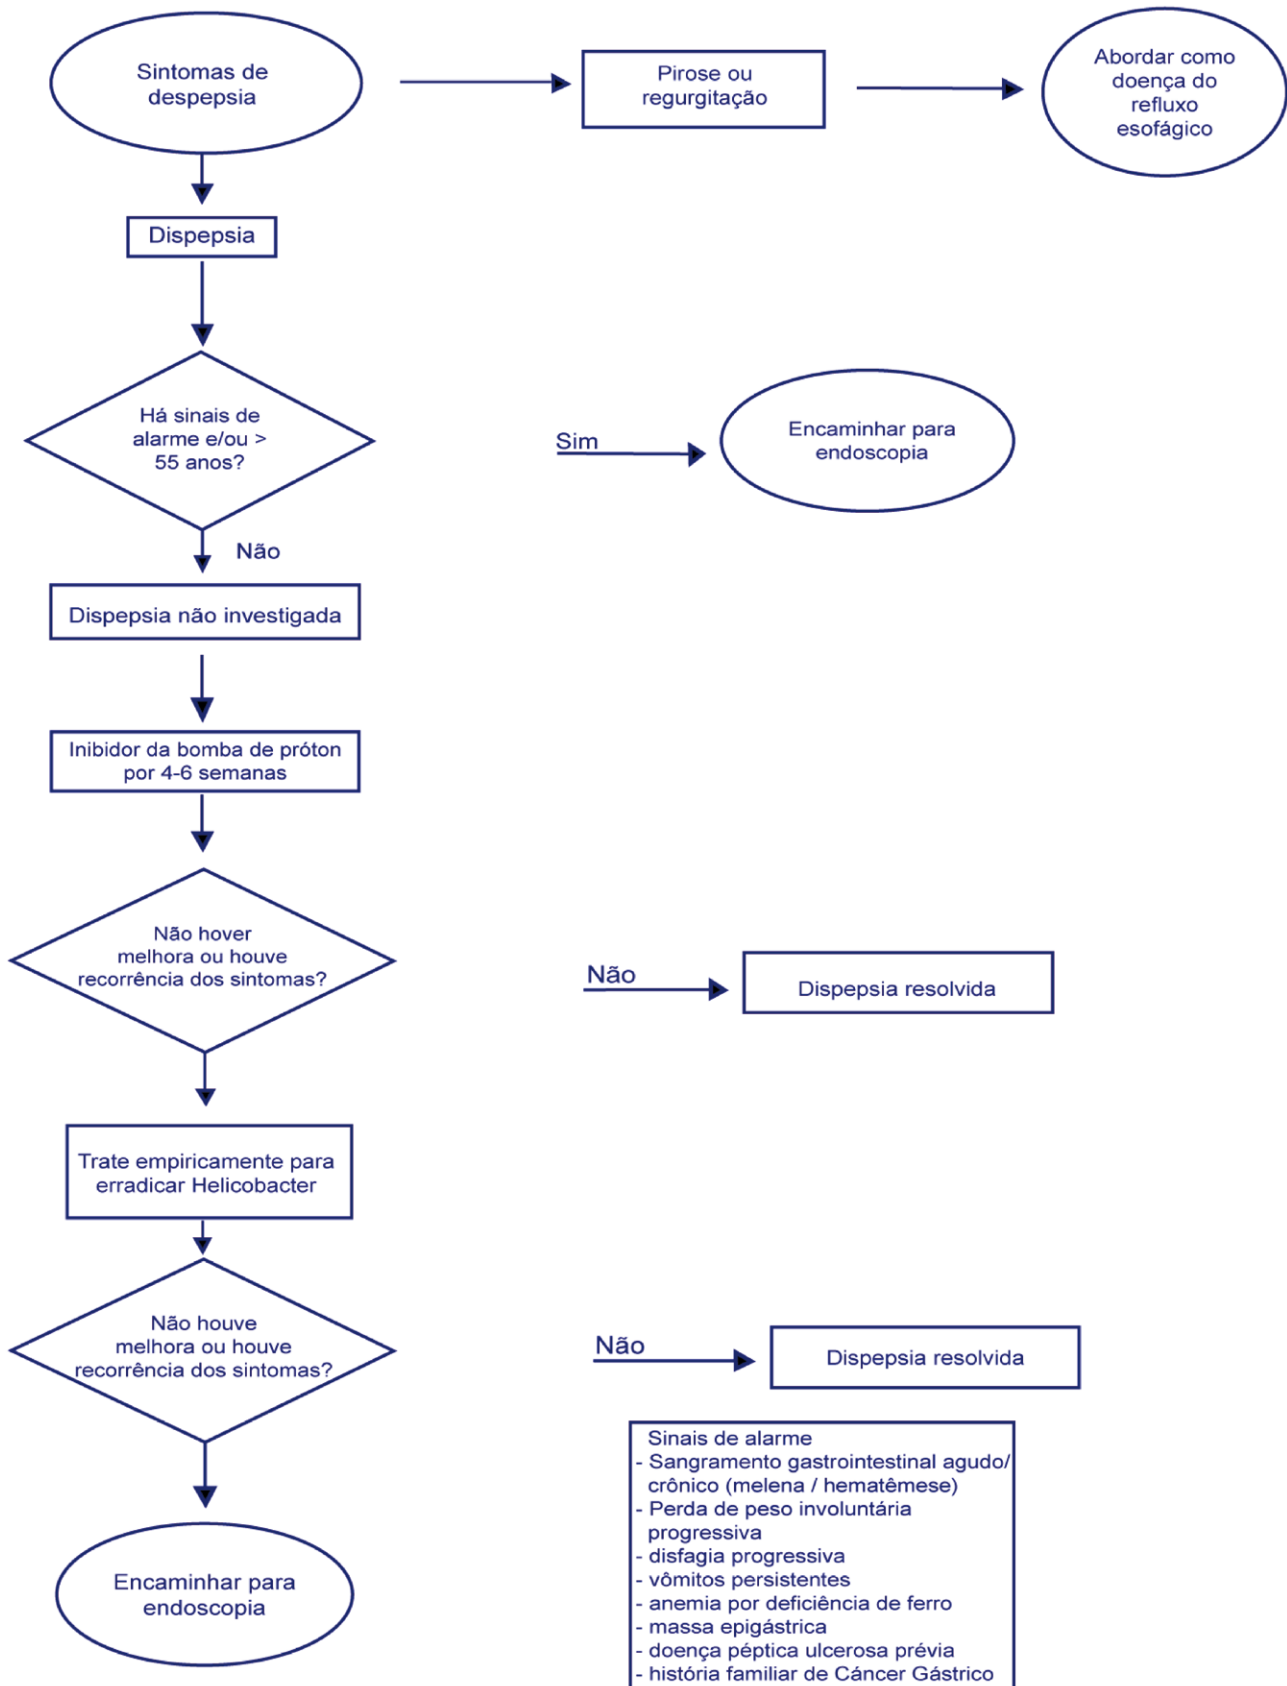 Sintomas de
despepsia
Pirose ou
regurgitação
Abordar como
doença do
refluxo
esofágico
Dispepsia
Há sinais de
alarme e/ou >
55 anos?
Sim
Encaminhar para
endoscopia
Não
Dispepsia não investigada
Inibidor da bomba de próton
por 4-6 semanas
Não hover
melhora ou houve
recorrência dos sintomas?
Não
Dispepsia resolvida
Trate empiricamente para
erradicar Helicobacter
Não houve
melhora ou houve
recorrência dos sintomas?
Não
Dispepsia resolvida
Sinais de alarme
- Sangramento gastrointestinal agudo/
crônico (melena / hematêmese)
- Perda de peso involuntária
progressiva
- disfagia progressiva
- vômitos persistentes
- anemia por deficiência de ferro
- massa epigástrica
- doença péptica ulcerosa prévia
- história familiar de Cáncer Gástrico
Encaminhar para
endoscopia